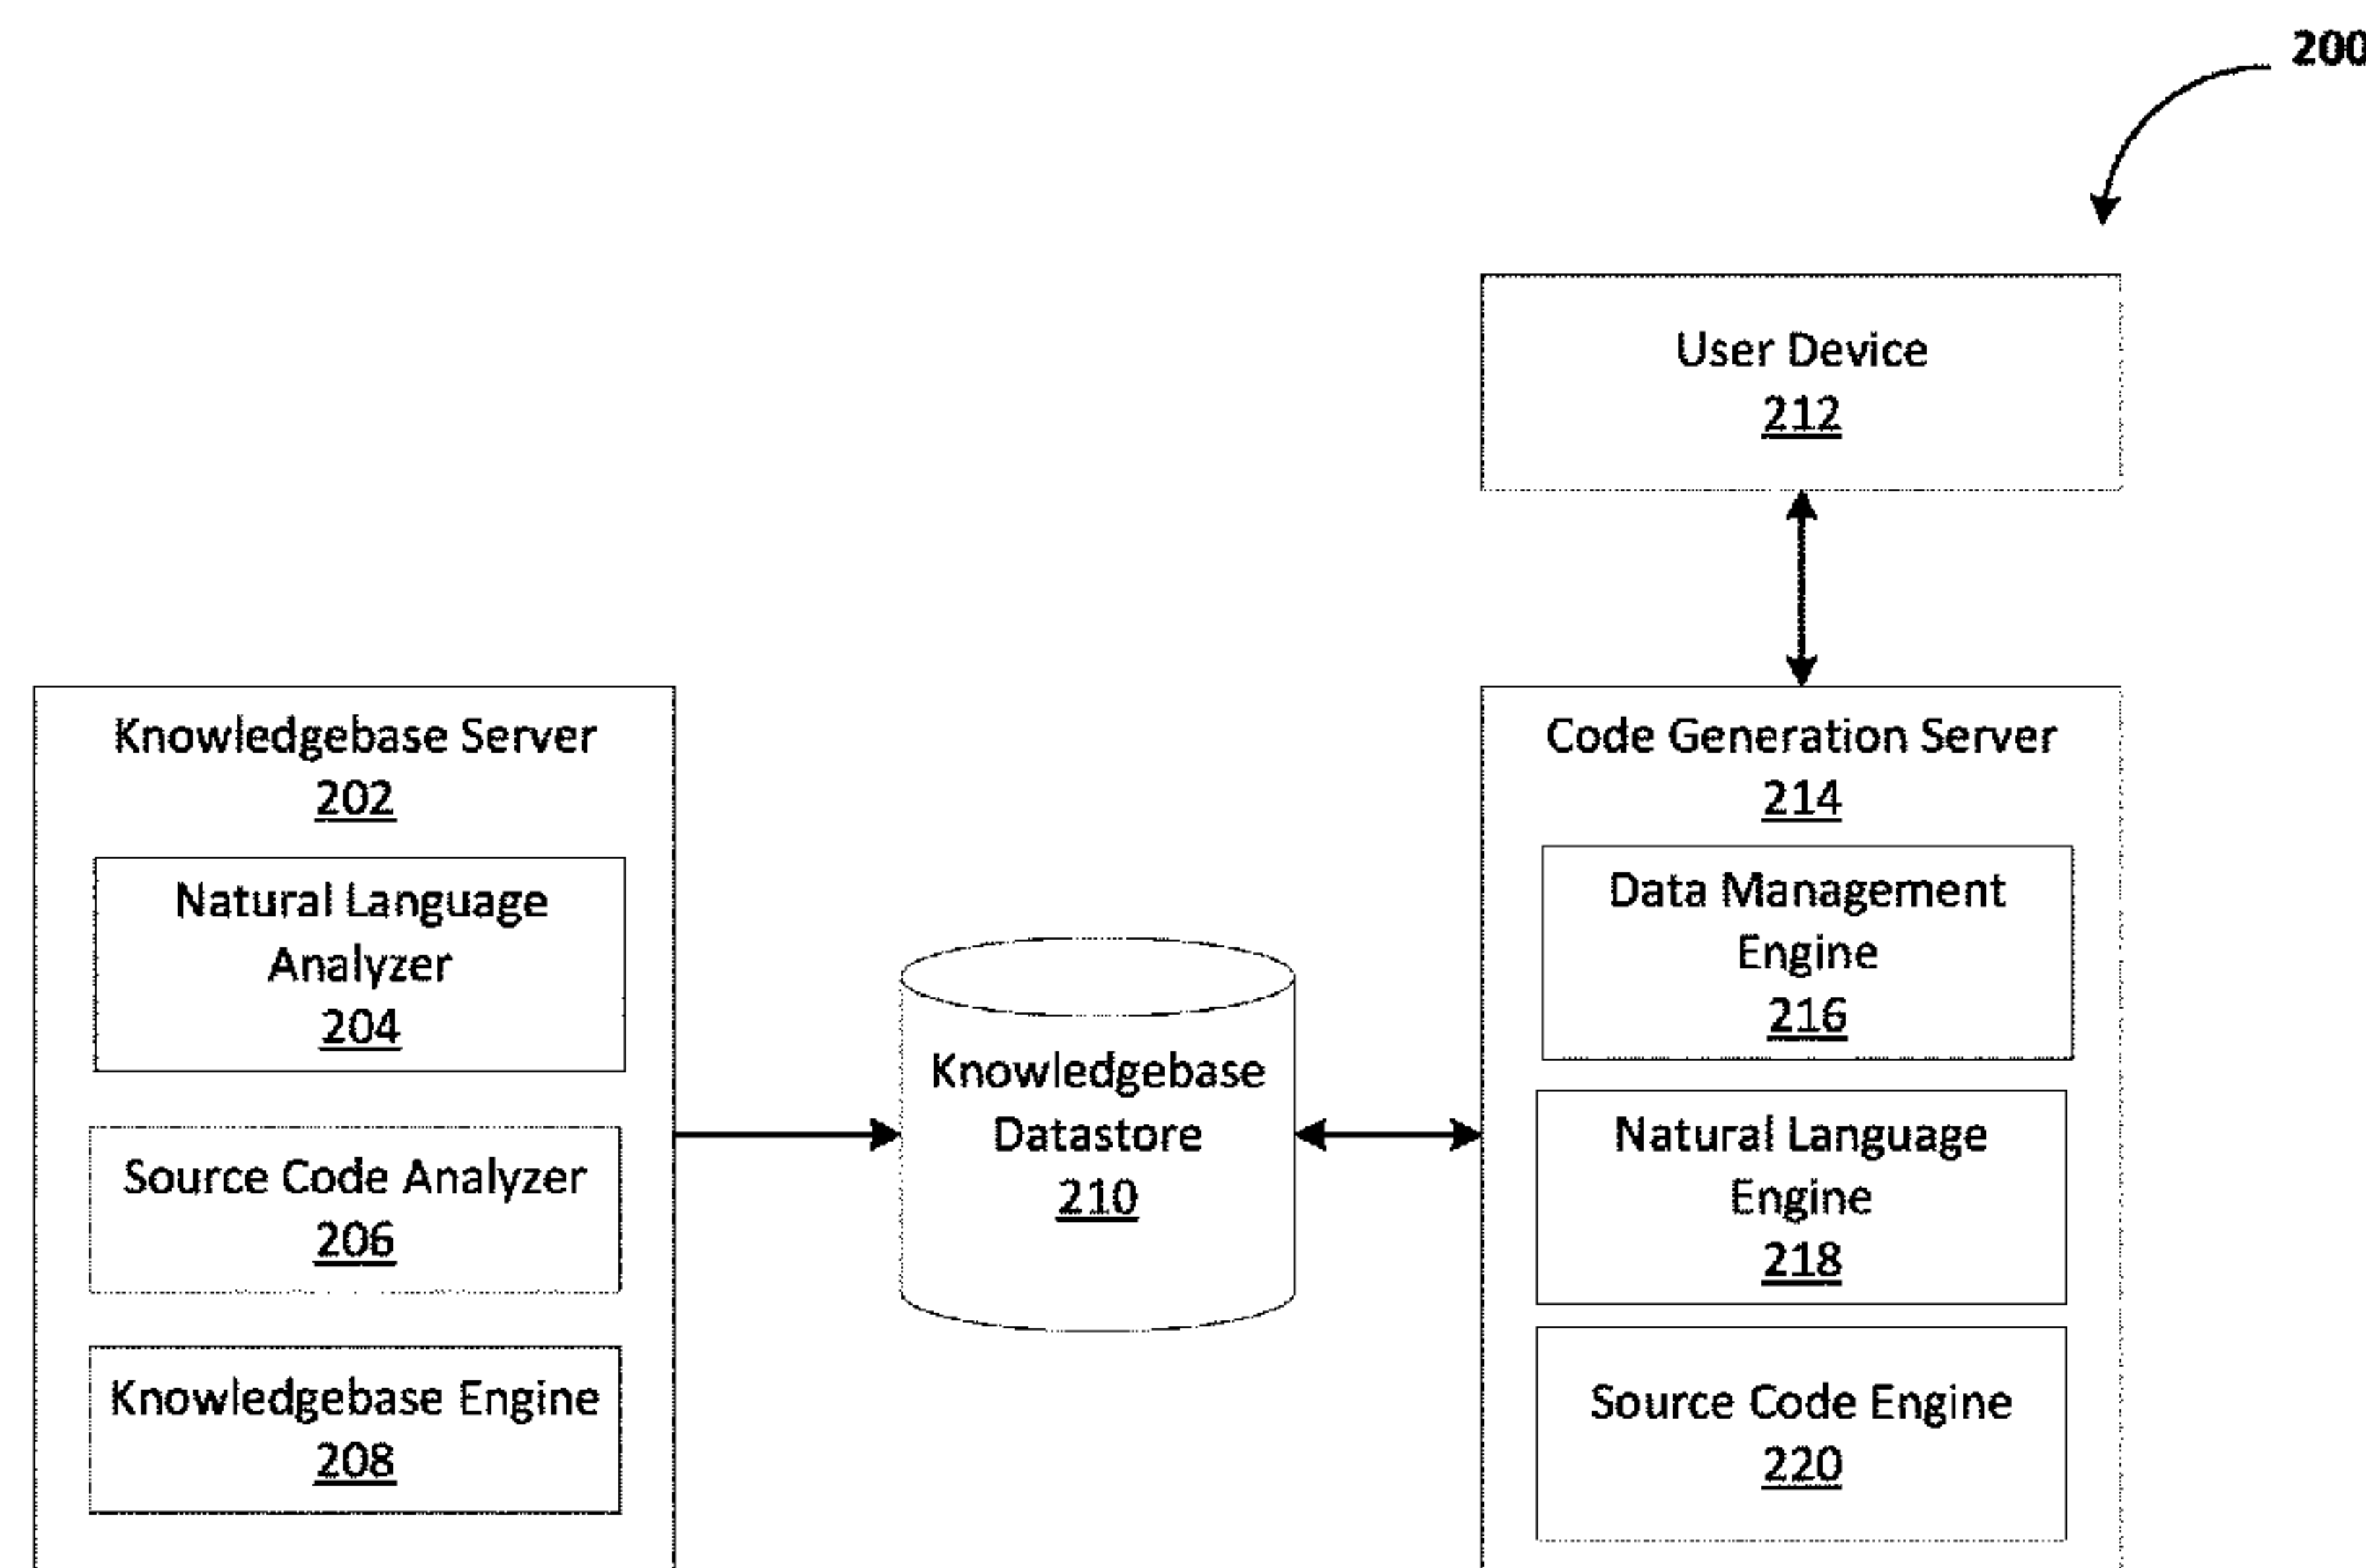 200
User Device
212
Knowledgebase Server
202
Natural Language
Analyzer
204
Source Code Analyzer
206
Knowledgebase Engine
208
Knowledgebase
Datastore
210
Code Generation Server
214
Data Management
Engine
216
Natural Language
Engine
218
Source Code Engine
220